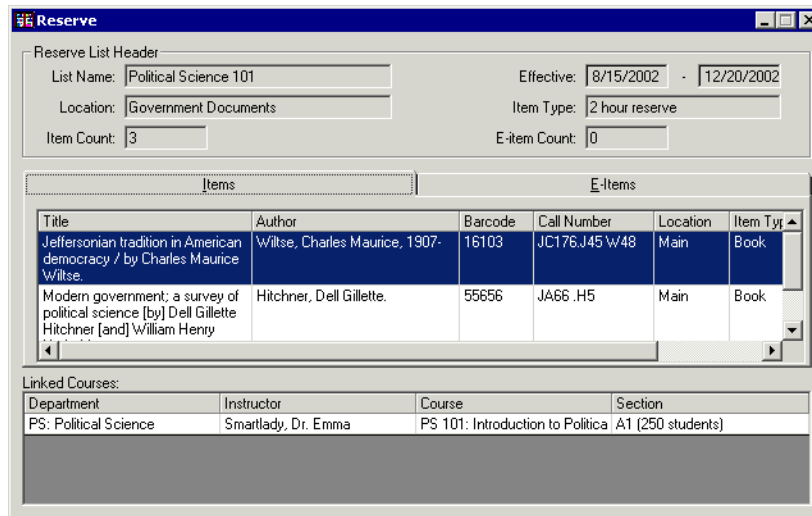 Reserve
Reserve List Header
List Name: Political Science 101 Effective: 8/15/2002 - 12/20/2002
Location: Government Documents Item Type: 2 hour reserve
Item Count: 3 E-item Count: 0
Items E-Items
Title Author Barcode Call Number Location Item Typ
Jeffersonian tradition in American Wiltse, Charles Maurice, 1907- 16103 JC176.J45 W48 Main Book
democracy / by Charles Maurice
Wiltse.
Modern government; a survey of Hitchner, Dell Gillette. 55656 JA66 .H5 Main Book
political science [by] Dell Gillette
Hitchner [and] William Henry
Linked Courses:
Department Instructor Course Section
PS: Political Science Smartlady, Dr. Emma PS 101: Introduction to Politica A1 (250 students)